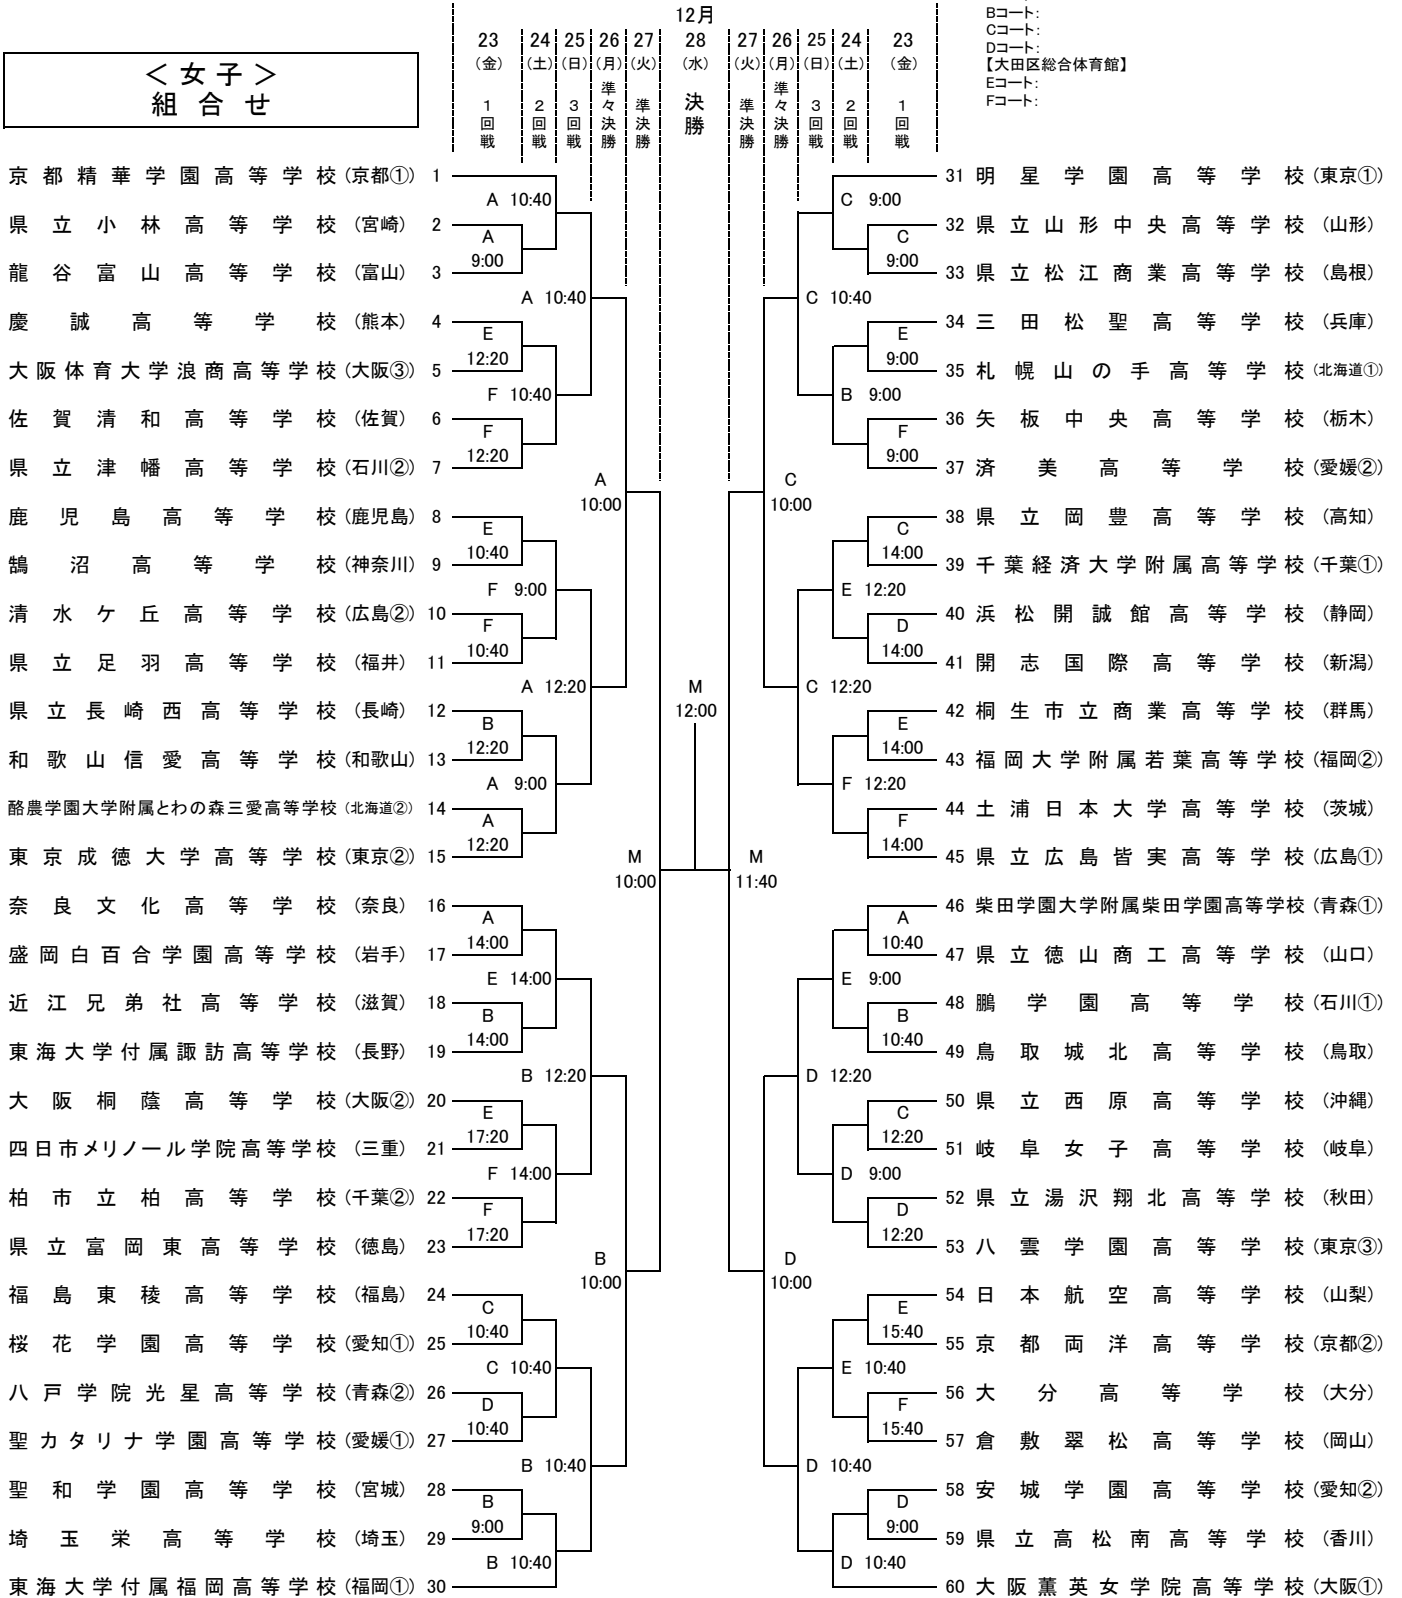 12月
23 24 25 26 27 28 27 26 25 24 23
(金) (土) (日) (月) (火) (水) (火) (月) (日) (土) (金)
1回戦 2回戦 3回戦 準々決勝 準決勝 決勝 準決勝 準々決勝 3回戦 2回戦 1回戦
Bコート:
Cコート:
Dコート:
【大田区総合体育館】
Eコート:
Fコート:
＜女子＞
組合せ
京都精華学園高等学校(京都①) 1
県立小林高等学校(宮崎) 2
龍谷富山高等学校(富山) 3
慶誠高等学校(熊本) 4
大阪体育大学浪商高等学校(大阪③) 5
佐賀清和高等学校(佐賀) 6
県立津幡高等学校(石川②) 7
鹿児島高等学校(鹿児島) 8
鵠沼高等学校(神奈川) 9
清水ケ丘高等学校(広島②) 10
県立足羽高等学校(福井) 11
県立長崎西高等学校(長崎) 12
和歌山信愛高等学校(和歌山) 13
酪農学園大学附属とわの森三愛高等学校(北海道②) 14
東京成徳大学高等学校(東京②) 15
奈良文化高等学校(奈良) 16
盛岡白百合学園高等学校(岩手) 17
近江兄弟社高等学校(滋賀) 18
東海大学付属諏訪高等学校(長野) 19
大阪桐蔭高等学校(大阪②) 20
四日市メリノール学院高等学校(三重) 21
柏市立柏高等学校(千葉②) 22
県立富岡東高等学校(徳島) 23
福島東稜高等学校(福島) 24
桜花学園高等学校(愛知①) 25
八戸学院光星高等学校(青森②) 26
聖カタリナ学園高等学校(愛媛①) 27
聖和学園高等学校(宮城) 28
埼玉栄高等学校(埼玉) 29
東海大学付属福岡高等学校(福岡①) 30
A 9:00
E 12:20
F 12:20
E 10:40
F 10:40
B 12:20
A 12:20
A 14:00
B 14:00
E 17:20
F 17:20
C 10:40
D 10:40
B 9:00
A 10:40
F 10:40
F 9:00
A 9:00
E 14:00
F 14:00
C 10:40
B 10:40
A 10:40
A 12:20
B 12:20
B 10:40
A 10:00
B 10:00
M 10:00
M 12:00
M 11:40
C 10:00
D 10:00
C 10:40
C 12:20
D 12:20
D 10:40
C 9:00
B 9:00
E 12:20
F 12:20
E 9:00
D 9:00
E 10:40
D 10:40
C 9:00
E 9:00
F 9:00
C 14:00
D 14:00
E 14:00
F 14:00
A 10:40
B 10:40
C 12:20
D 12:20
E 15:40
F 15:40
D 9:00
31 明星学園高等学校(東京①)
32 県立山形中央高等学校(山形)
33 県立松江商業高等学校(島根)
34 三田松聖高等学校(兵庫)
35 札幌山の手高等学校(北海道①)
36 矢板中央高等学校(栃木)
37 済美高等学校(愛媛②)
38 県立岡豊高等学校(高知)
39 千葉経済大学附属高等学校(千葉①)
40 浜松開誠館高等学校(静岡)
41 開志国際高等学校(新潟)
42 桐生市立商業高等学校(群馬)
43 福岡大学附属若葉高等学校(福岡②)
44 土浦日本大学高等学校(茨城)
45 県立広島皆実高等学校(広島①)
46 柴田学園大学附属柴田学園高等学校(青森①)
47 県立徳山商工高等学校(山口)
48 鵬学園高等学校(石川①)
49 鳥取城北高等学校(鳥取)
50 県立西原高等学校(沖縄)
51 岐阜女子高等学校(岐阜)
52 県立湯沢翔北高等学校(秋田)
53 八雲学園高等学校(東京③)
54 日本航空高等学校(山梨)
55 京都両洋高等学校(京都②)
56 大分高等学校(大分)
57 倉敷翠松高等学校(岡山)
58 安城学園高等学校(愛知②)
59 県立高松南高等学校(香川)
60 大阪薫英女学院高等学校(大阪①)